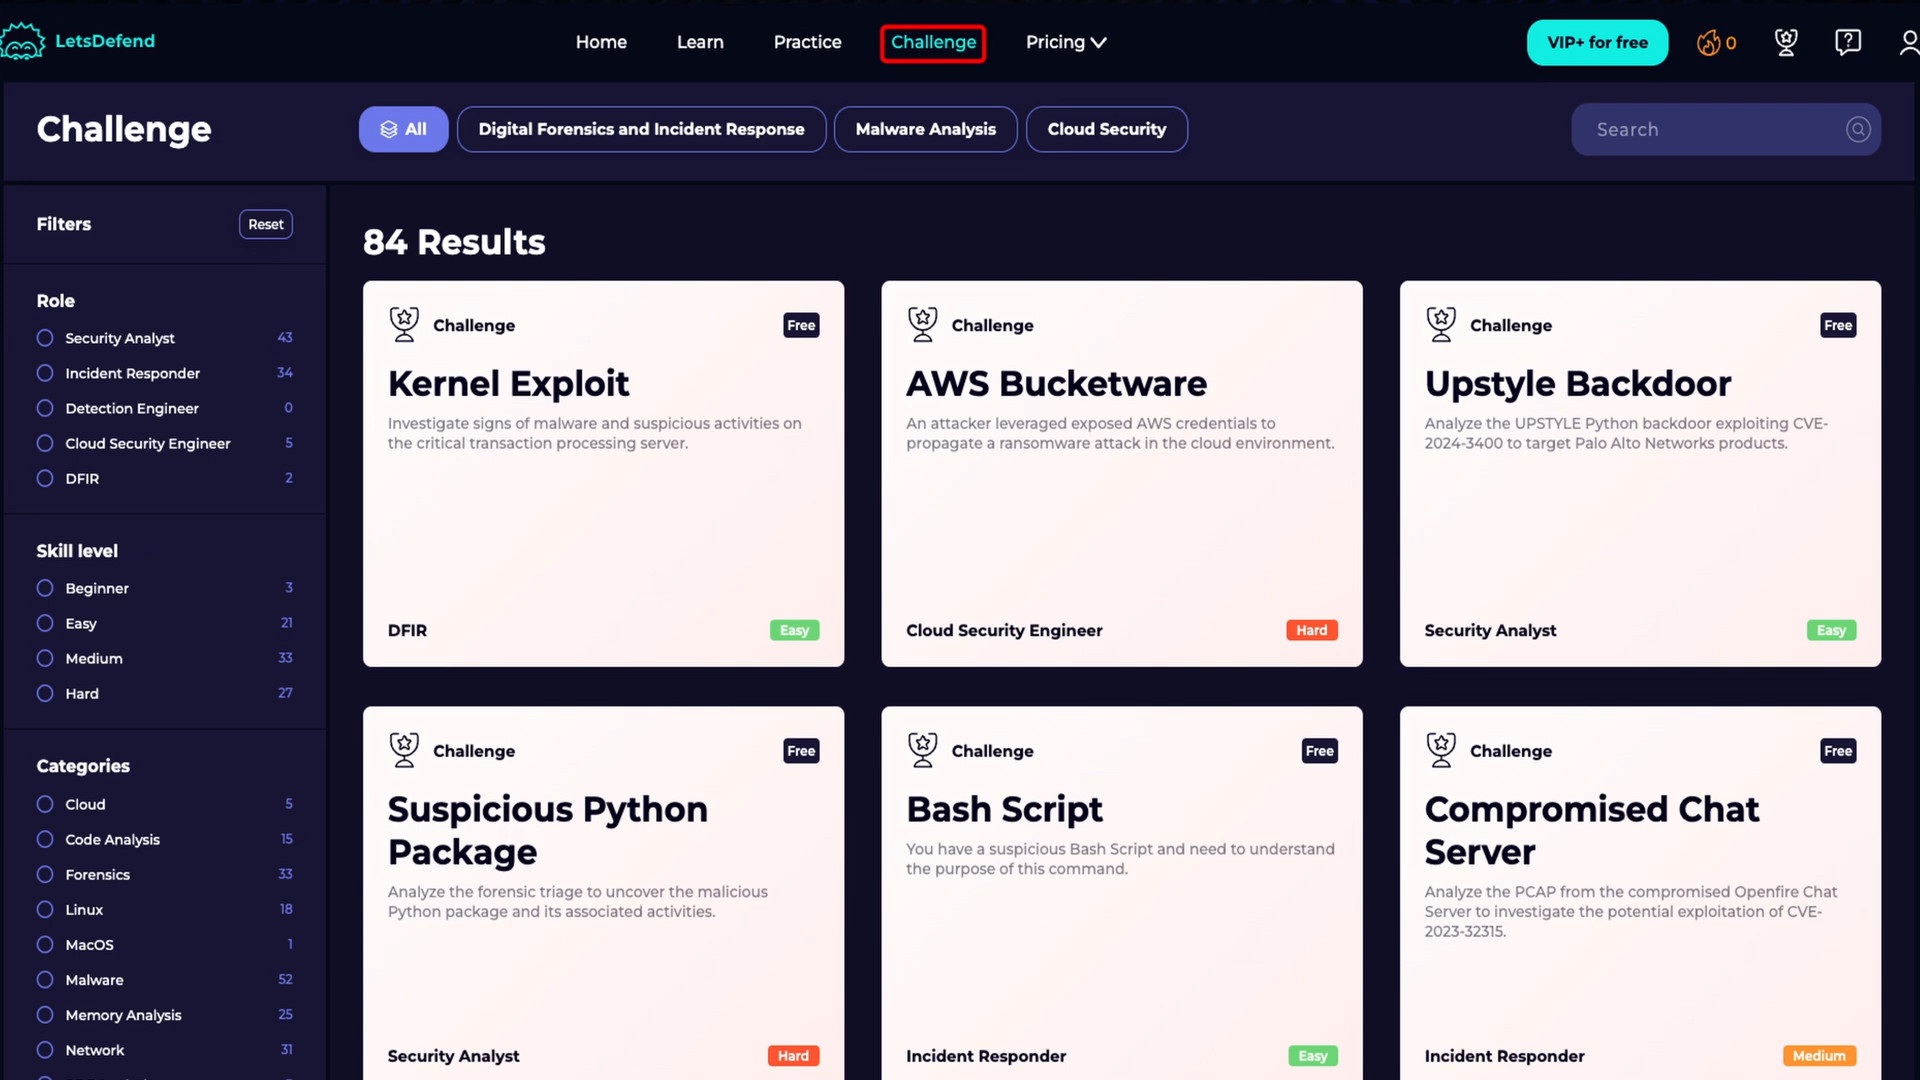 LetsDefend
Home
Learn
Practice
Challenge
Pricing
VIP+ for free
0
Challenge
All
Digital Forensics and Incident Response
Malware Analysis
Cloud Security
Search
Filters
Reset
Role
Security Analyst 43
Incident Responder 34
Detection Engineer 0
Cloud Security Engineer 5
DFIR 2
Skill level
Beginner 3
Easy 21
Medium 33
Hard 27
Categories
Cloud 5
Code Analysis 15
Forensics 33
Linux 18
MacOS 1
Malware 52
Memory Analysis 25
Network 31
84 Results
Challenge Free
Kernel Exploit
Investigate signs of malware and suspicious activities on
the critical transaction processing server.
DFIR Easy
Challenge
AWS Bucketware
An attacker leveraged exposed AWS credentials to
propagate a ransomware attack in the cloud environment.
Cloud Security Engineer Hard
Challenge Free
Upstyle Backdoor
Analyze the UPSTYLE Python backdoor exploiting CVE-
2024-3400 to target Palo Alto Networks products.
Security Analyst Easy
Challenge Free
Suspicious Python
Package
Analyze the forensic triage to uncover the malicious
Python package and its associated activities.
Security Analyst Hard
Challenge Free
Bash Script
You have a suspicious Bash Script and need to understand
the purpose of this command.
Incident Responder Easy
Challenge Free
Compromised Chat
Server
Analyze the PCAP from the compromised Openfire Chat
Server to investigate the potential exploitation of CVE-
2023-32315.
Incident Responder Medium